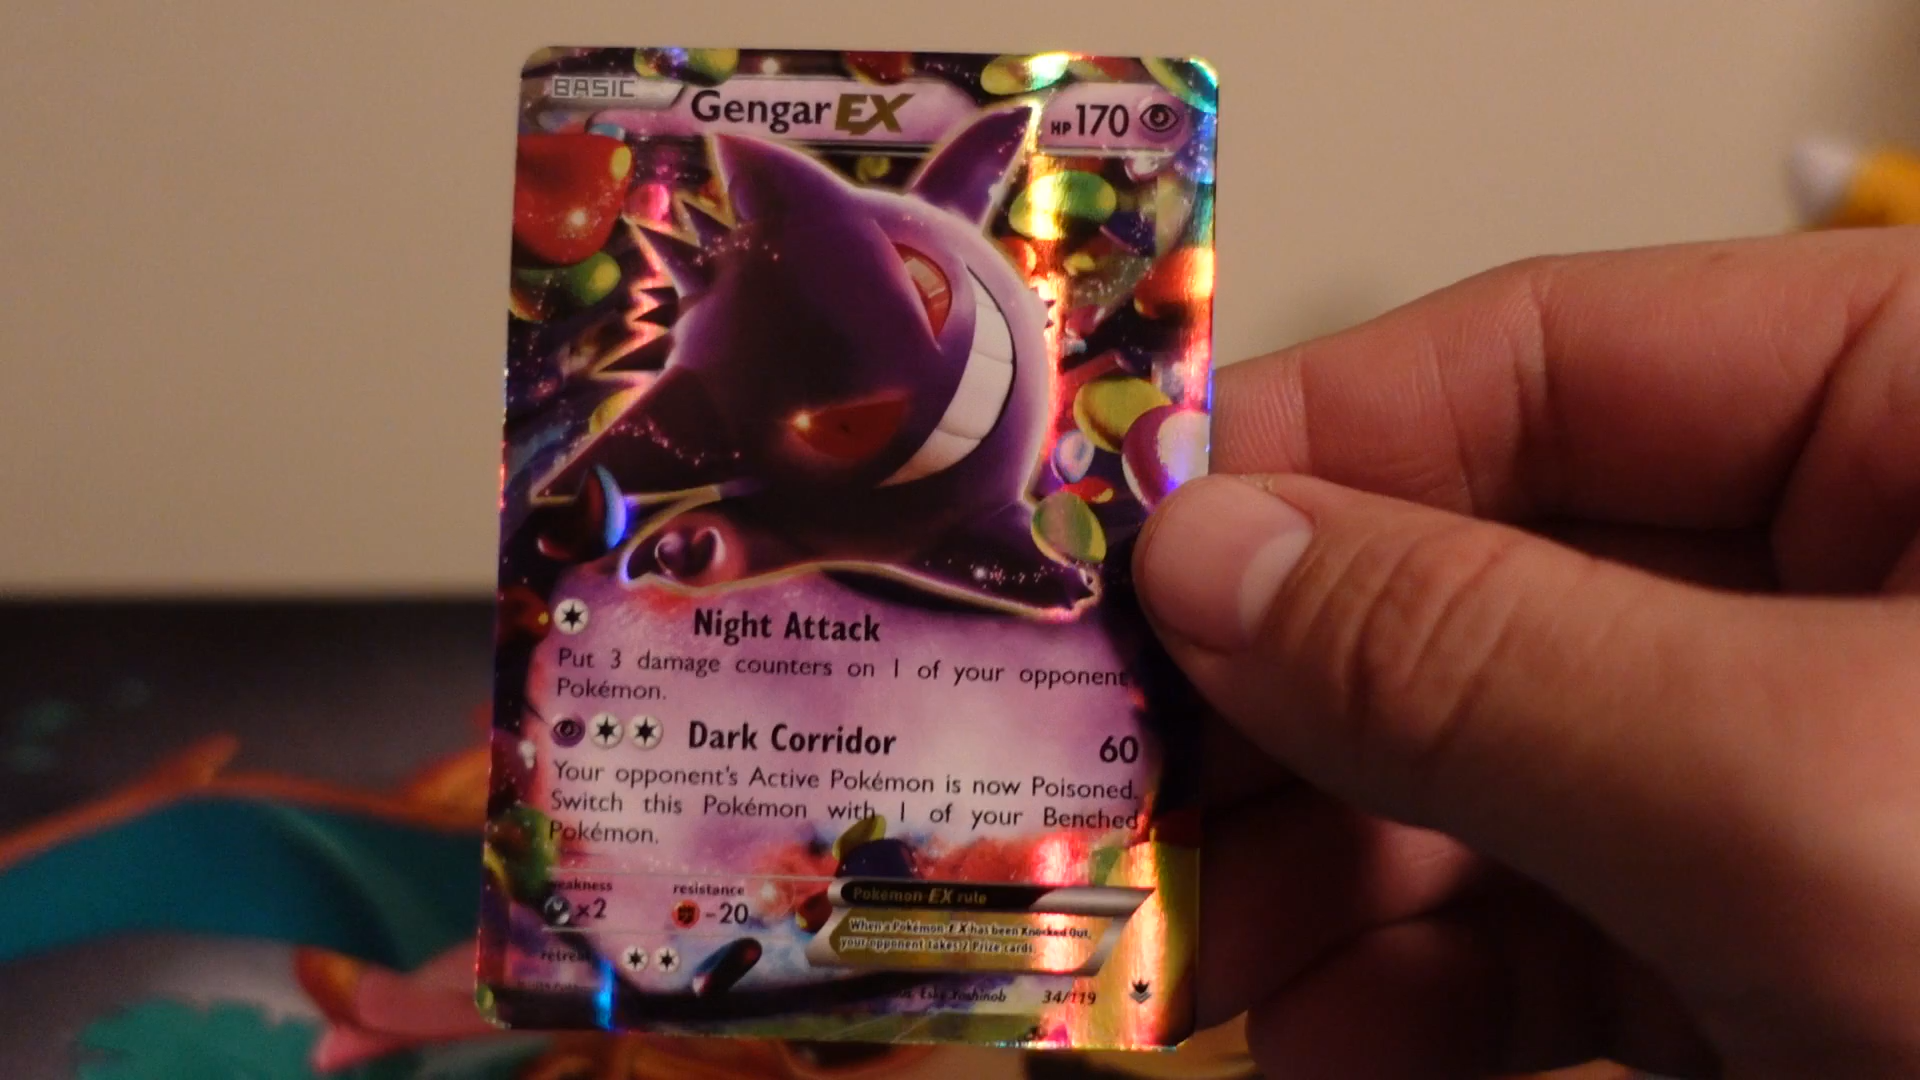 BASIC
Gengar EX
HP 170
Night Attack
Put 3 damage counters on 1 of your opponent
Pokémon.
Dark Corridor 60
Your opponent's Active Pokémon is now Poisoned.
Switch this Pokémon with 1 of your Benched
Pokémon.
weakness
×2
resistance
-20
retreat
Pokémon EX rule
When a Pokémon-EX has been Knocked Out,
your opponent takes 2 Prize cards.
34/119